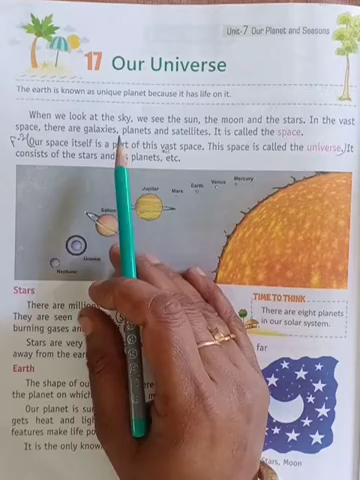 Unit-7 Our Planet and Seasons
17 Our Universe
The earth is known as unique planet because it has life on it.
When we look at the sky, we see the sun, the moon and the stars. In the vast
space, there are galaxies, planets and satellites. It is called the space.
Our space itself is a part of this vast space. This space is called the universe. It
consists of the stars and planets, etc.
Mercury
Venus
Earth
Mars
Jupiter
Saturn
Uranus
Neptune
Stars
There are
They are seen
burning gases an
Stars are very far
away from the ear
Earth
The shape of ou
the planet on whic
Our planet is su
gets heat and
features make life po
It is the only know
TIME TO THINK
There are eight planets
in our solar system.
Stars, Moon